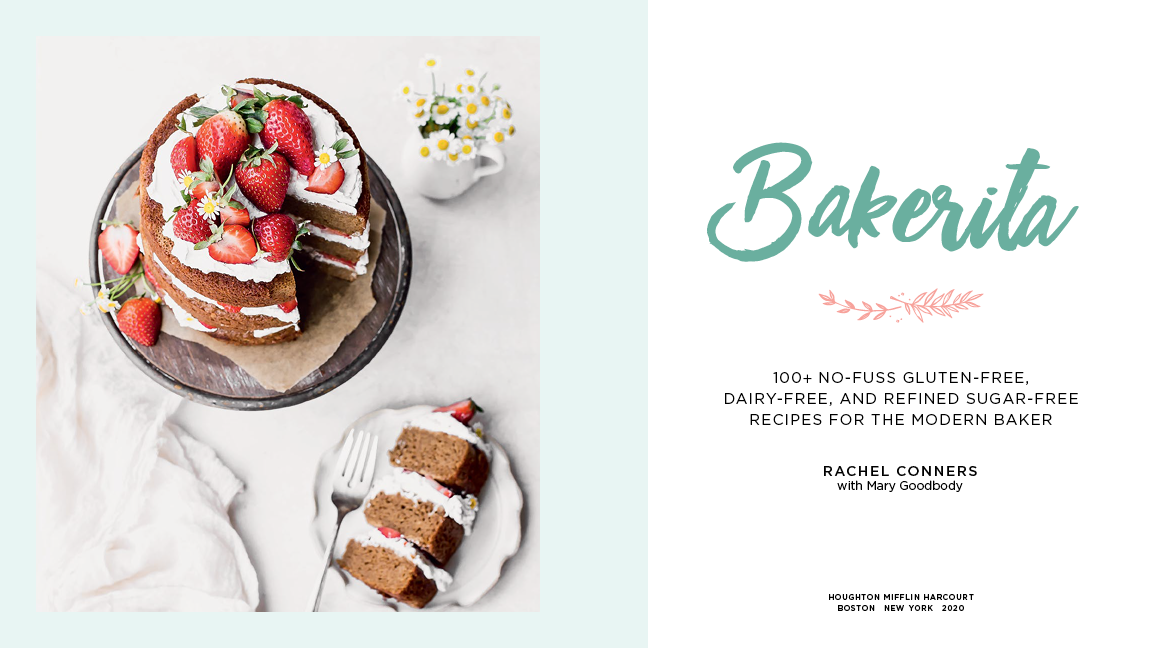 Bakerita
100+ NO-FUSS GLUTEN-FREE,
DAIRY-FREE, AND REFINED SUGAR-FREE
RECIPES FOR THE MODERN BAKER
RACHEL CONNERS
with Mary Goodbody
HOUGHTON MIFFLIN HARCOURT
BOSTON NEW YORK 2020